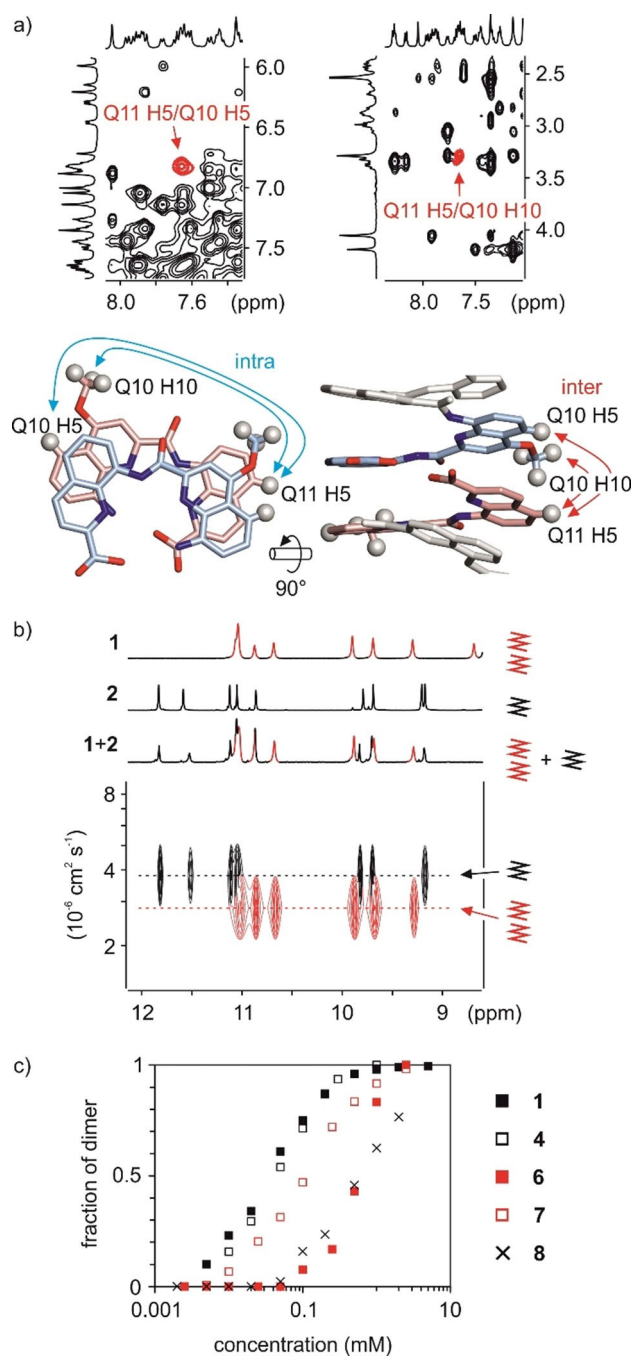 a)
6.0
6.5
7.0
7.5
Q11 H5/Q10 H5
8.0 7.6 (ppm)
2.5
3.0
3.5
4.0
Q11 H5/Q10 H10
8.0 7.5 (ppm)
intra
Q10 H10
Q10 H5
Q11 H5
90°
inter
Q10 H5
Q10 H10
Q11 H5
b)
1
2
1+2
+
8
4
2
(10⁻⁶ cm² s⁻¹)
12 11 10 9 (ppm)
c)
1
0.5
0
fraction of dimer
0.001 0.1 10
concentration (mM)
1
4
6
7
8